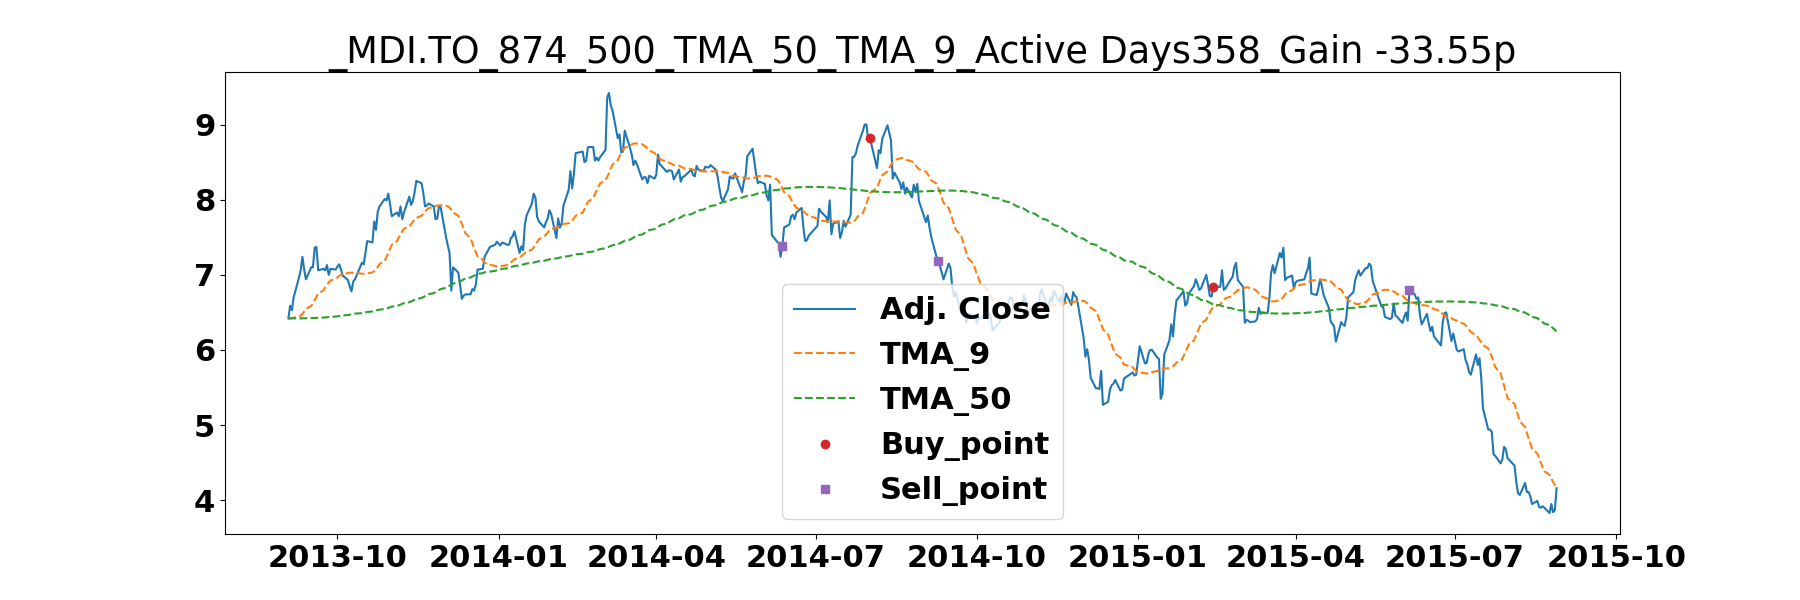 _MDI.TO_874_500_TMA_50_TMA_9_Active Days358_Gain -33.55p
9
8
7
6
5
4
Adj. Close
TMA_9
TMA_50
Buy_point
Sell_point
2013-10 2014-01 2014-04 2014-07 2014-10 2015-01 2015-04 2015-07 2015-10